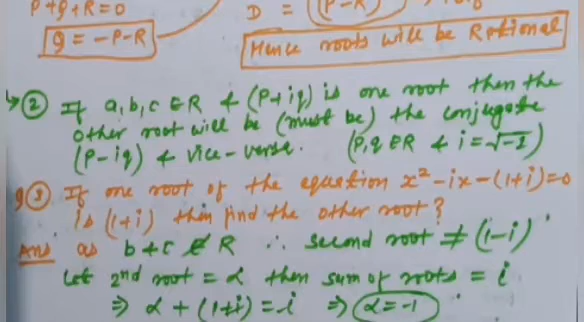 P+q+R=0
q = -P-R
D = (P-R)
Hence roots will be Rational
② If a,b,c ∈ R & (P+iq) is one root then the
other root will be (must be) the conjugate
(P-iq) & vice-versa. (P,q ∈R & i=√-1)
Q③. If one root of the equation x²-ix-(1+i)=0
is (1+i) then find the other root?
Ans as b & c ∉ R ∴ second root ≠ (1-i)
Let 2nd root = α then sum of roots = i
⇒ α + (1+i) = i ⇒ α=-1